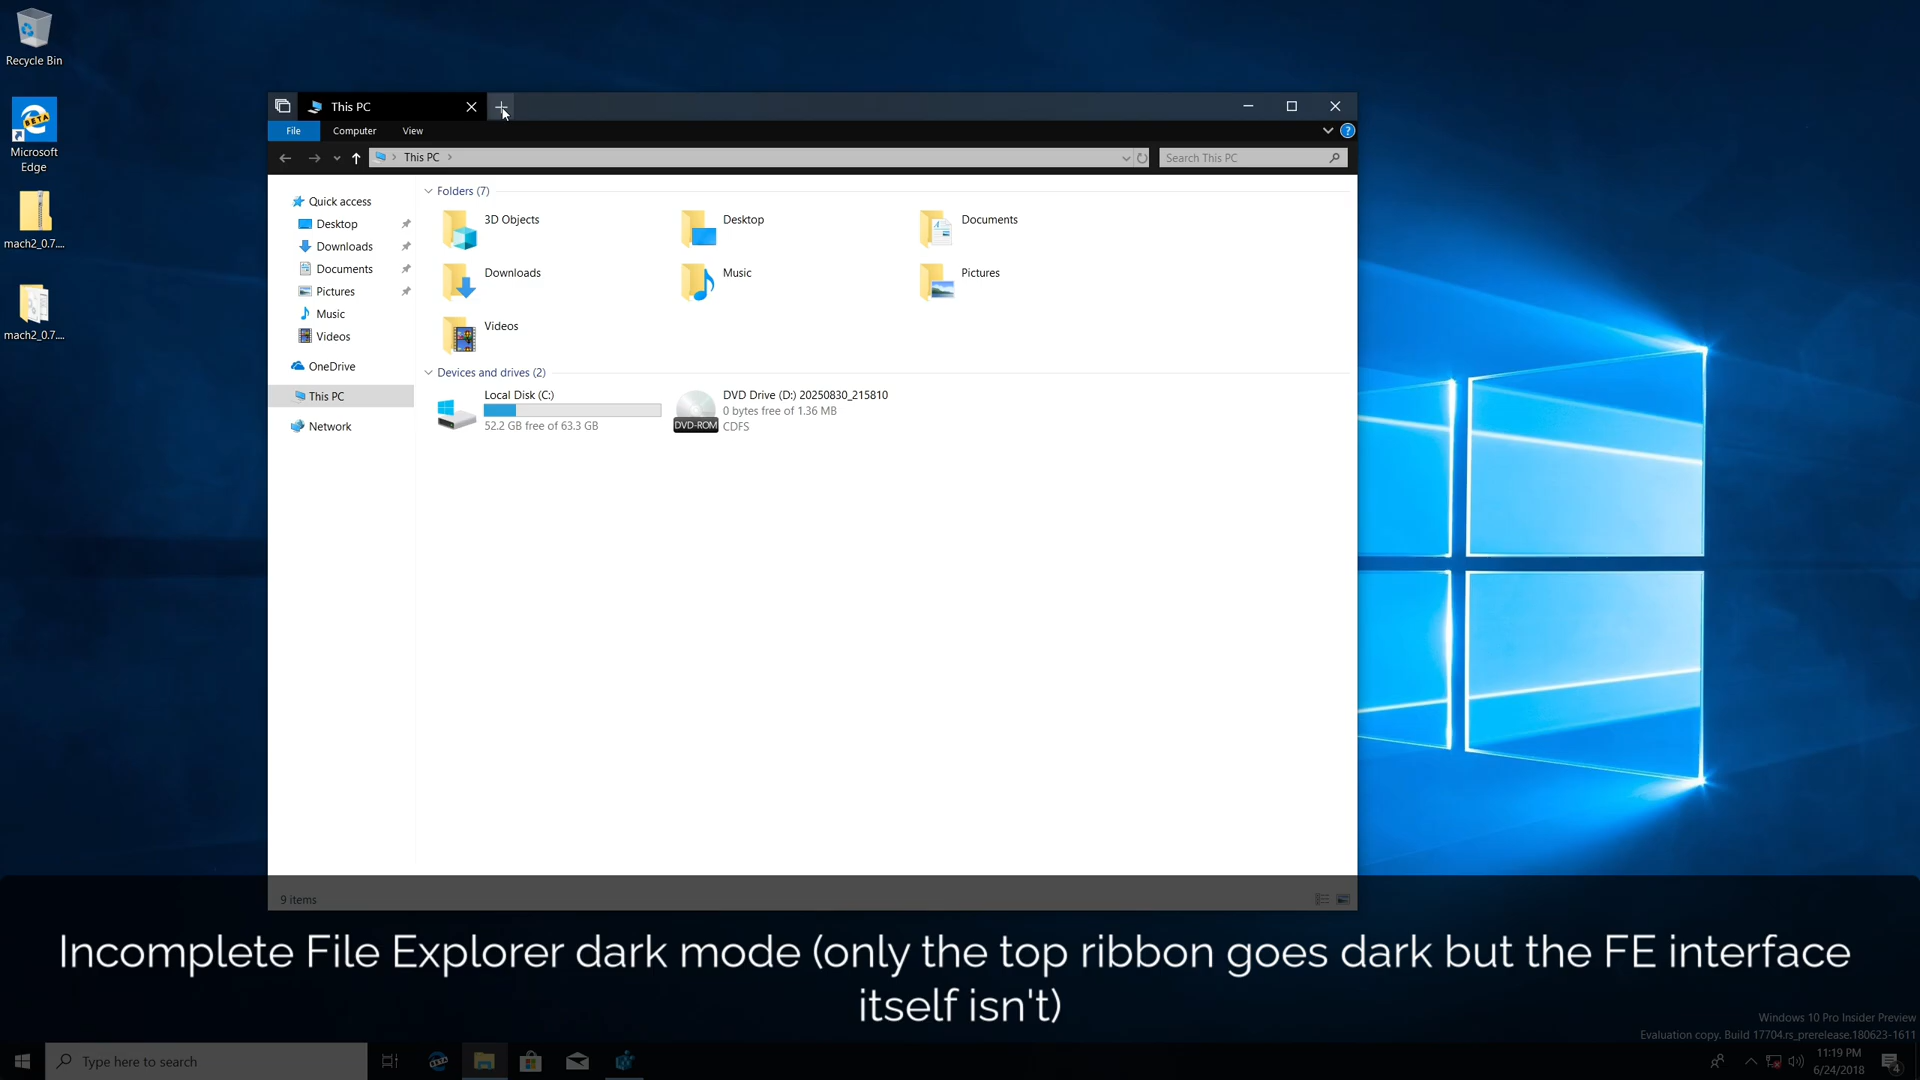 Recycle Bin
BETA
Microsoft
Edge
mach2_0.7....
mach2_0.7....
This PC
File Computer View
This PC
Search This PC
Quick access
Desktop
Downloads
Documents
Pictures
Music
Videos
OneDrive
This PC
Network
Folders (7)
3D Objects
Desktop
Documents
Downloads
Music
Pictures
Videos
Devices and drives (2)
Local Disk (C:)
52.2 GB free of 63.3 GB
DVD-ROM
DVD Drive (D:) 20250830_215810
0 bytes free of 1.36 MB
CDFS
9 items
Incomplete File Explorer dark mode (only the top ribbon goes dark but the FE interface
itself isn't)
Windows 10 Pro Insider Preview
Evaluation copy. Build 17704.rs_prerelease.180623-1611
Type here to search
11:19 PM
6/24/2018
4